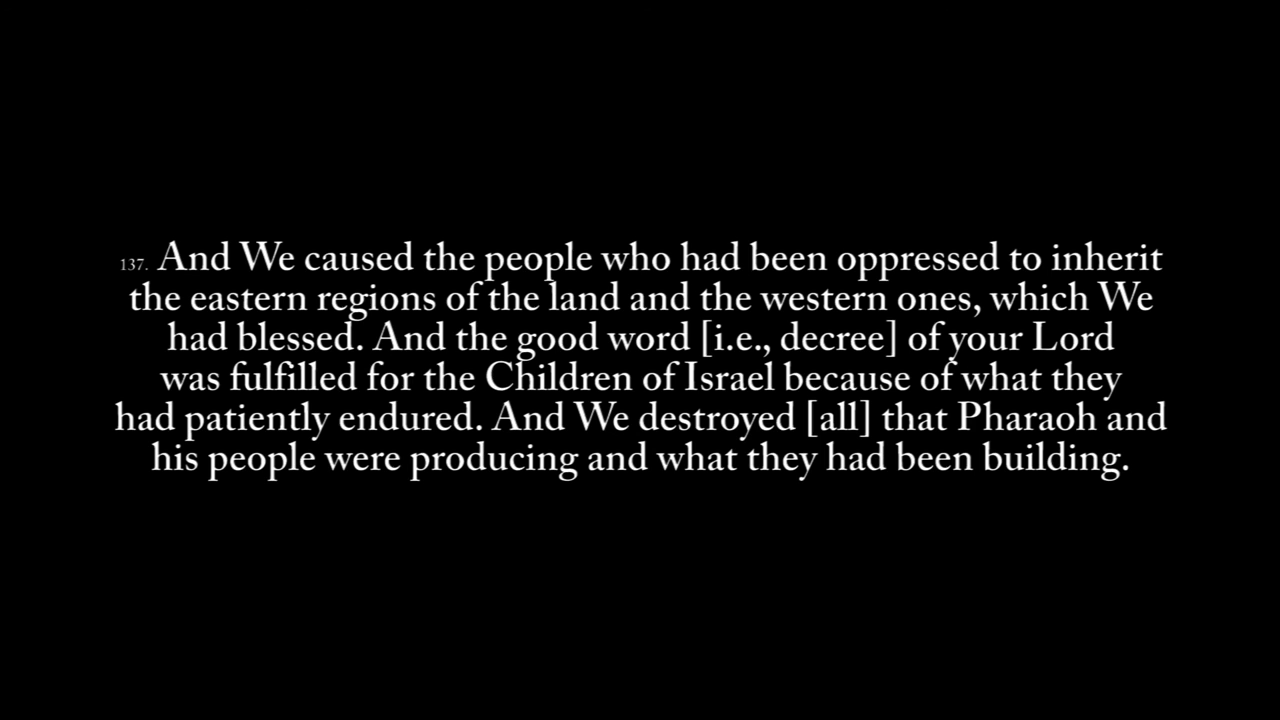 137. And We caused the people who had been oppressed to inherit
the eastern regions of the land and the western ones, which We
had blessed. And the good word [i.e., decree] of your Lord
was fulfilled for the Children of Israel because of what they
had patiently endured. And We destroyed [all] that Pharaoh and
his people were producing and what they had been building.